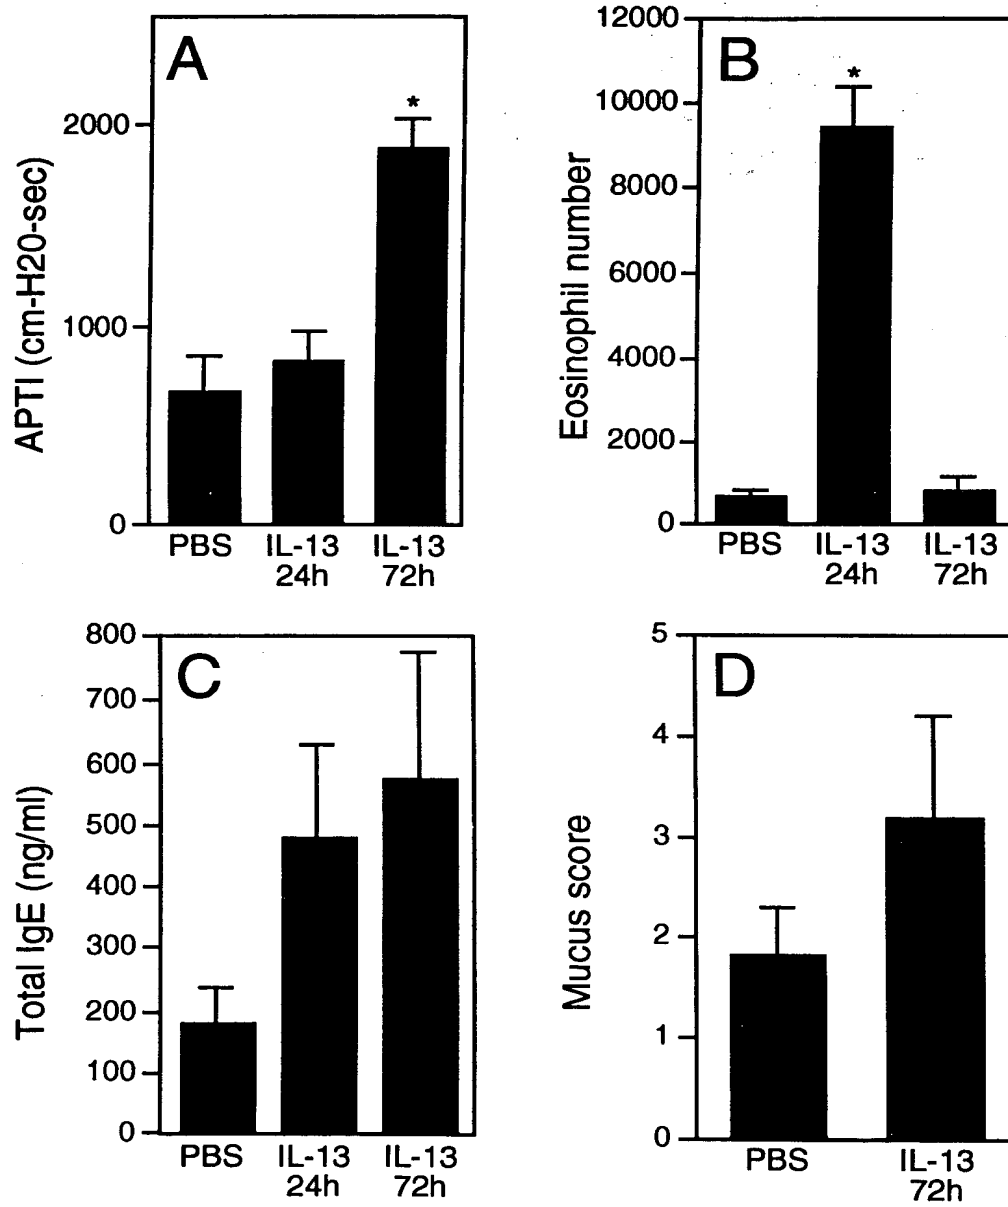 A
APTI (cm-H20-sec)
2000
1000
0
PBS
IL-13
24h
IL-13
72h
*
B
Eosinophil number
12000
10000
8000
6000
4000
2000
0
PBS
IL-13
24h
IL-13
72h
*
C
Total IgE (ng/ml)
800
700
600
500
400
300
200
100
0
PBS
IL-13
24h
IL-13
72h
D
Mucus score
5
4
3
2
1
0
PBS
IL-13
72h